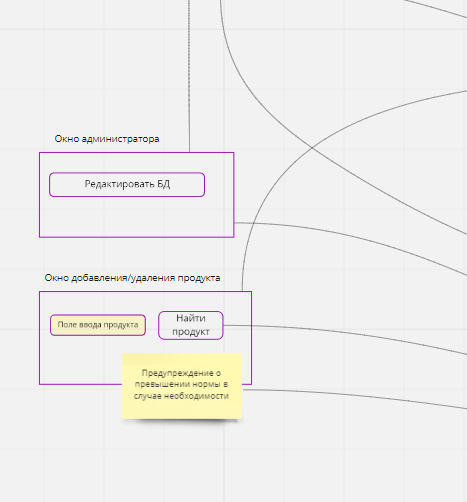 Окно администратора
Редактировать БД
Окно добавления/удаления продукта
Поле ввода продукта
Найти
продукт
Предупреждение о
превышении нормы в
случае необходимости